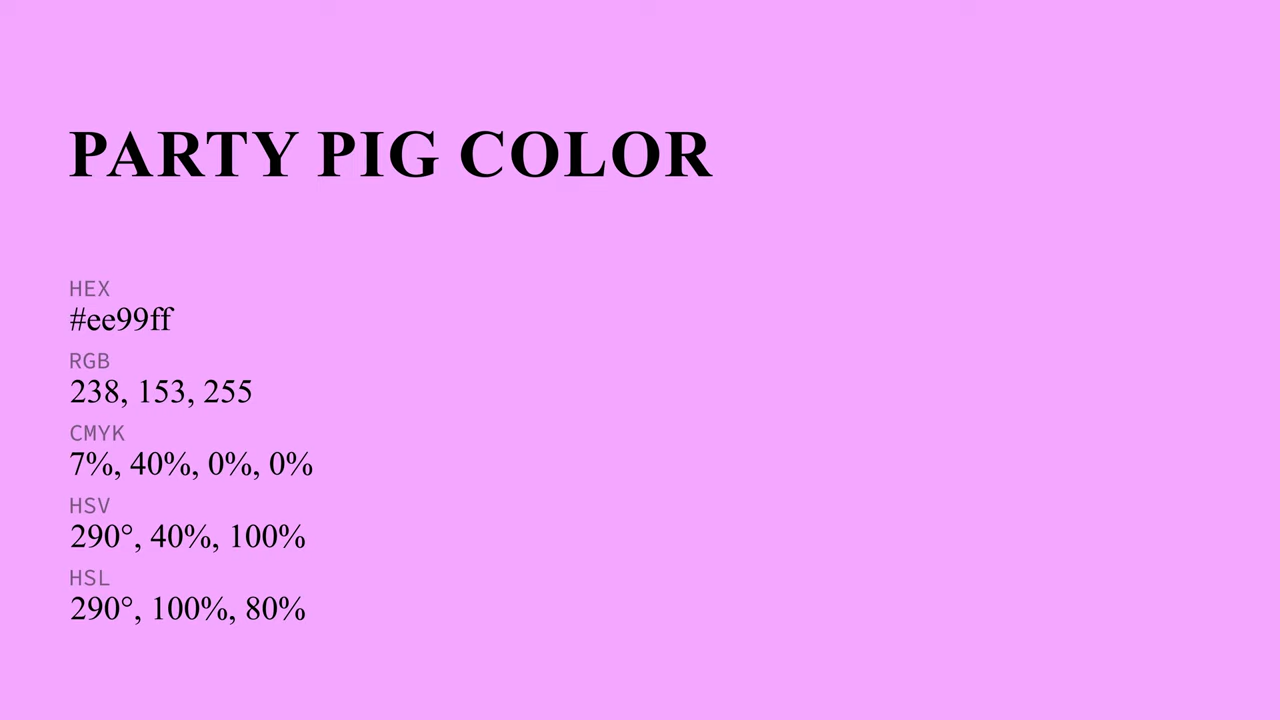 PARTY PIG COLOR
HEX
#ee99ff
RGB
238, 153, 255
CMYK
7%, 40%, 0%, 0%
HSV
290°, 40%, 100%
HSL
290°, 100%, 80%